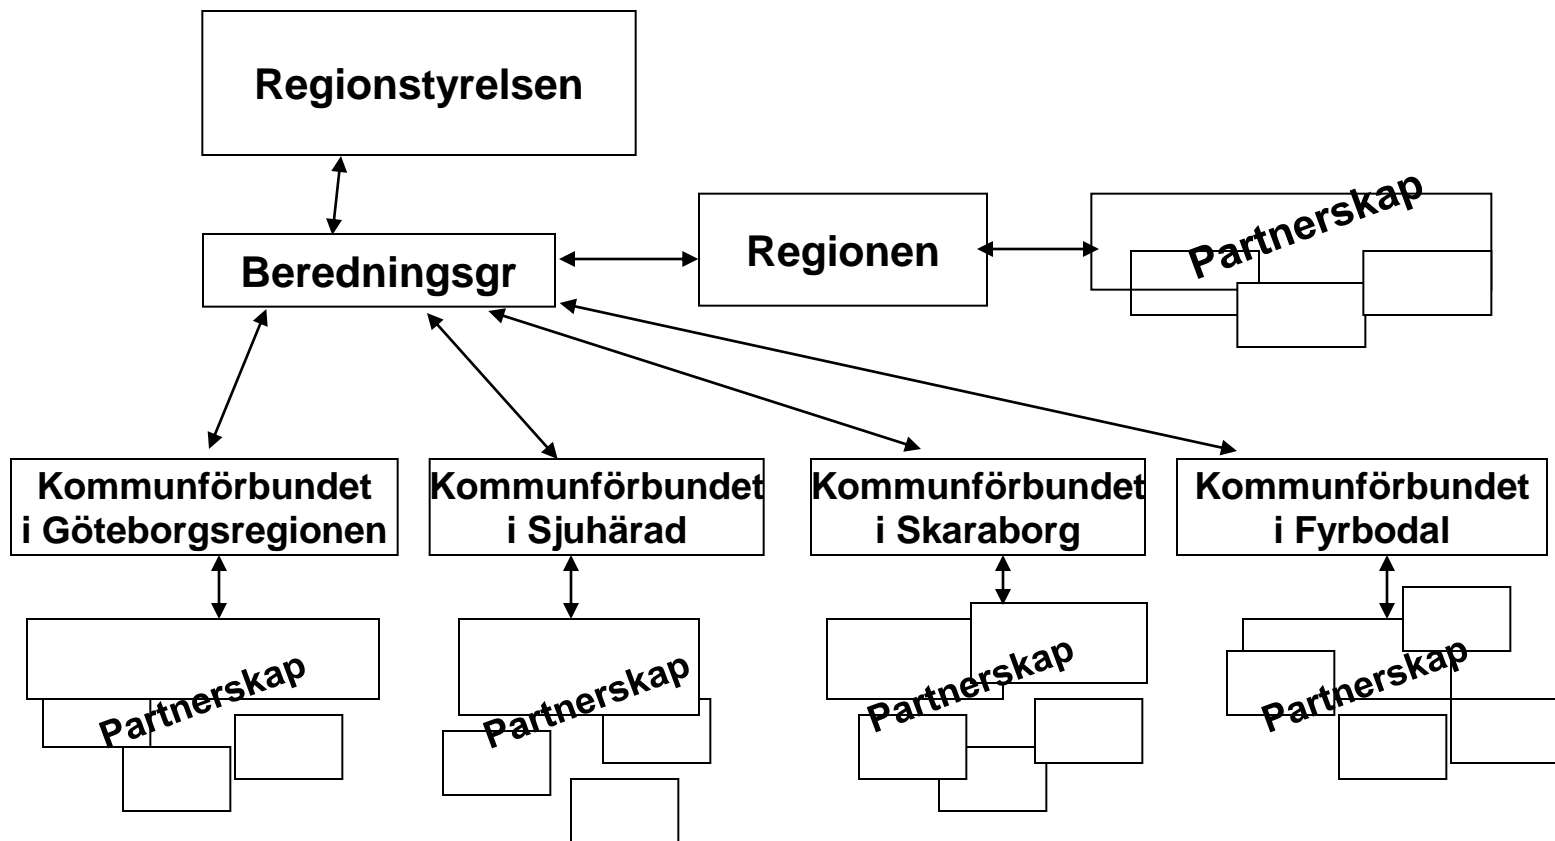 Regionstyrelsen
Beredningsgr
Regionen
Partnerskap
Kommunförbundet
i Göteborgsregionen
Kommunförbundet
i Sjuhärad
Kommunförbundet
i Skaraborg
Kommunförbundet
i Fyrbodal
Partnerskap
Partnerskap
Partnerskap
Partnerskap